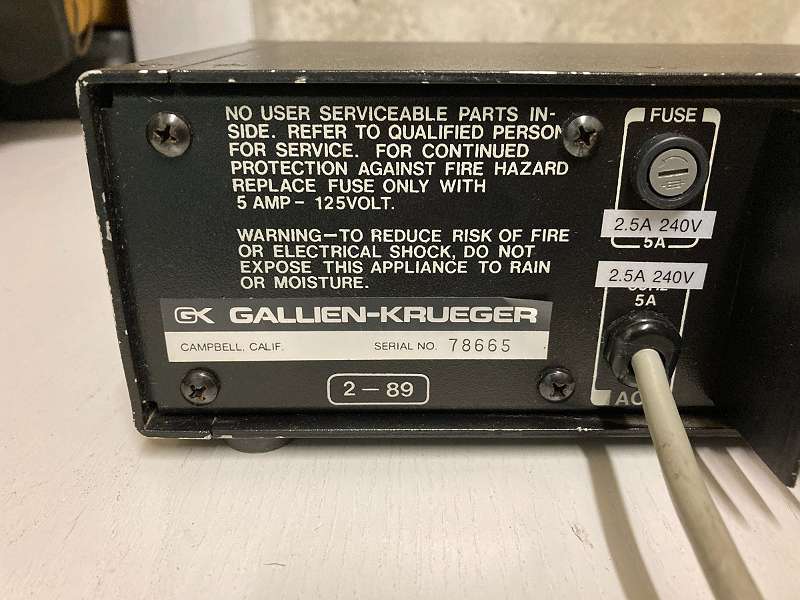 NO USER SERVICEABLE PARTS IN-
SIDE. REFER TO QUALIFIED PERSON
FOR SERVICE. FOR CONTINUED
PROTECTION AGAINST FIRE HAZARD
REPLACE FUSE ONLY WITH
5 AMP- 125VOLT.
WARNING-TO REDUCE RISK OF FIRE
OR ELECTRICAL SHOCK, DO NOT
EXPOSE THIS APPLIANCE TO RAIN
OR MOISTURE.
GK GALLIEN-KRUEGER
CAMPBELL, CALIF. SERIAL NO. 78665
2-89
FUSE
2.5A 240V
5A
2.5A 240V
5A
AC